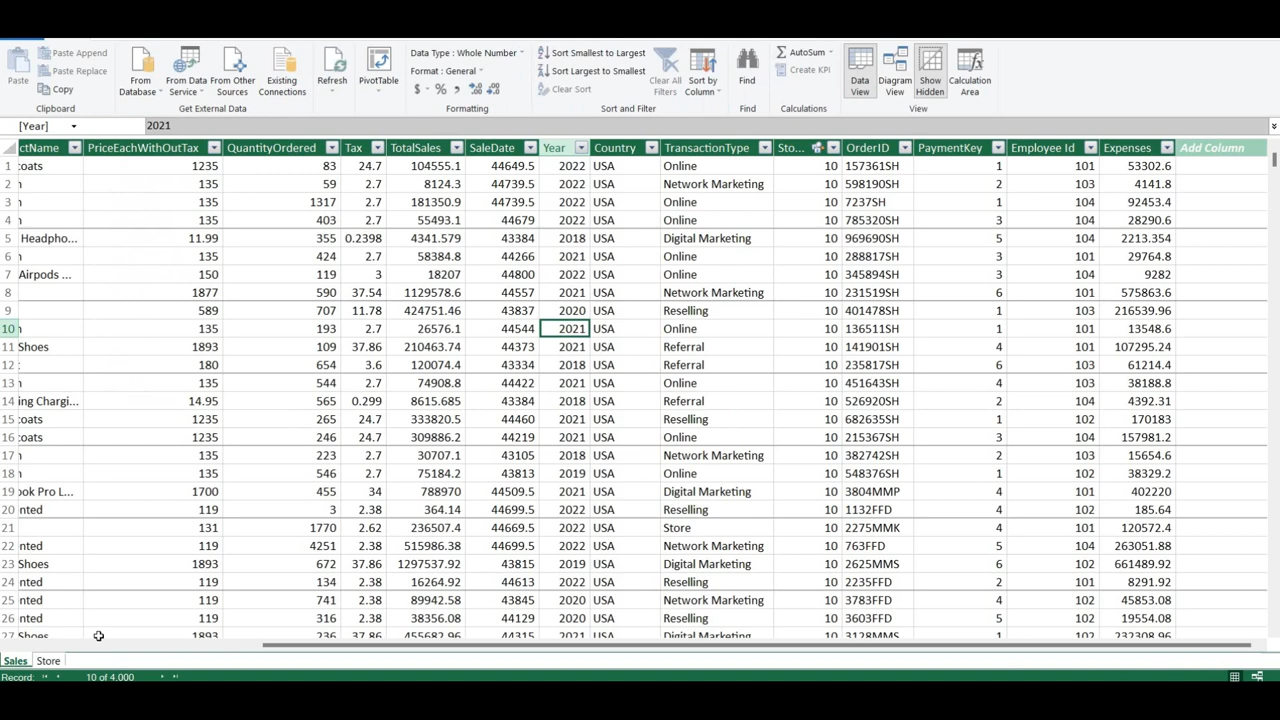 Paste
Paste Append
Paste Replace
Copy
Clipboard
From Database
From Data Service
From Other Sources
Existing Connections
Get External Data
Refresh
PivotTable
Data Type : Whole Number
Format : General
$ % ,
Formatting
Sort Smallest to Largest
Sort Largest to Smallest
Clear Sort
Clear All Filters
Sort by Column
Sort and Filter
Find
Find
AutoSum
Create KPI
Calculations
Data View
Diagram View
Show Hidden
Calculation Area
View
[Year] 2021
ctName PriceEachWithOutTax QuantityOrdered Tax TotalSales SaleDate Year Country TransactionType Sto... OrderID PaymentKey Employee Id Expenses Add Column
1 coats 1235 83 24.7 104555.1 44649.5 2022 USA Online 10 157361SH 1 101 53302.6
2 n 135 59 2.7 8124.3 44739.5 2022 USA Network Marketing 10 598190SH 2 103 4141.8
3 n 135 1317 2.7 181350.9 44739.5 2022 USA Online 10 7237SH 1 104 92453.4
4 n 135 403 2.7 55493.1 44679 2022 USA Online 10 785320SH 3 104 28290.6
5 Headpho... 11.99 355 0.2398 4341.579 43384 2018 USA Digital Marketing 10 969690SH 5 104 2213.354
6 n 135 424 2.7 58384.8 44266 2021 USA Online 10 288817SH 3 101 29764.8
7 Airpods ... 150 119 3 18207 44800 2022 USA Online 10 345894SH 3 104 9282
8 1877 590 37.54 1129578.6 44557 2021 USA Network Marketing 10 231519SH 6 101 575863.6
9 589 707 11.78 424751.46 43837 2020 USA Reselling 10 401478SH 1 103 216539.96
10 n 135 193 2.7 26576.1 44544 2021 USA Online 10 136511SH 1 101 13548.6
11 Shoes 1893 109 37.86 210463.74 44373 2021 USA Referral 10 141901SH 4 101 107295.24
12 t 180 654 3.6 120074.4 43334 2018 USA Referral 10 235817SH 6 103 61214.4
13 n 135 544 2.7 74908.8 44422 2021 USA Online 10 451643SH 4 103 38188.8
14 ing Chargi... 14.95 565 0.299 8615.685 43384 2018 USA Referral 10 526920SH 2 104 4392.31
15 coats 1235 265 24.7 333820.5 44460 2021 USA Reselling 10 682635SH 1 102 170183
16 coats 1235 246 24.7 309886.2 44219 2021 USA Online 10 215367SH 3 104 157981.2
17 n 135 223 2.7 30707.1 43105 2018 USA Network Marketing 10 382742SH 2 103 15654.6
18 n 135 546 2.7 75184.2 43813 2019 USA Online 10 548376SH 1 102 38329.2
19 ook Pro L... 1700 455 34 788970 44509.5 2021 USA Digital Marketing 10 3804MMP 4 101 402220
20 nted 119 3 2.38 364.14 44699.5 2022 USA Reselling 10 1132FFD 4 102 185.64
21 131 1770 2.62 236507.4 44669.5 2022 USA Store 10 2275MMK 4 101 120572.4
22 nted 119 4251 2.38 515986.38 44699.5 2022 USA Network Marketing 10 763FFD 5 104 263051.88
23 Shoes 1893 672 37.86 1297537.92 43815 2019 USA Digital Marketing 10 2625MMS 6 102 661489.92
24 nted 119 134 2.38 16264.92 44613 2022 USA Reselling 10 2235FFD 2 102 8291.92
25 nted 119 741 2.38 89942.58 43845 2020 USA Network Marketing 10 3783FFD 4 101 45853.08
26 nted 119 316 2.38 38356.08 44129 2020 USA Reselling 10 3603FFD 5 102 19554.08
27 Shoes 1893 236 37.86 455682.96 44315 2021 USA Digital Marketing 10 3128MMS 4 102 232308.96
Sales Store
Record: 10 of 4,000